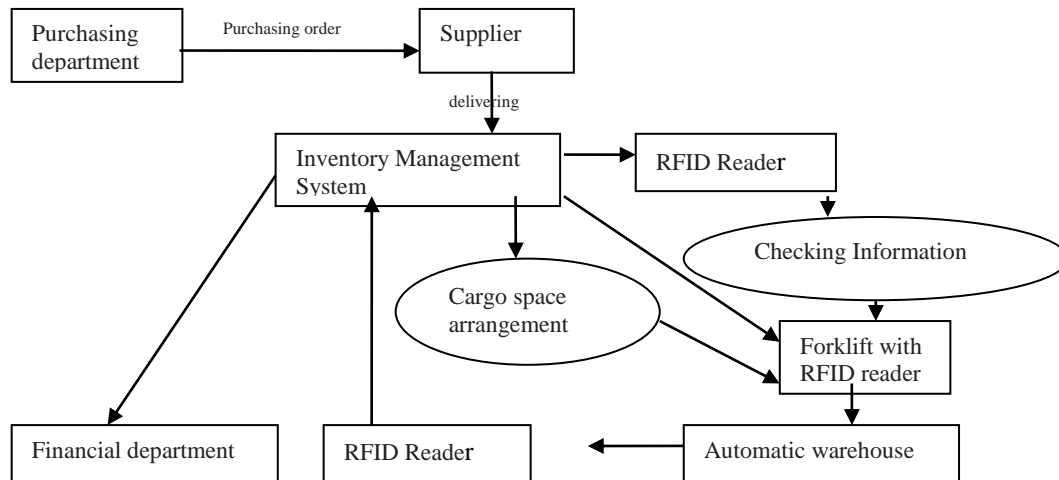 Purchasing
department
Purchasing order
Supplier
delivering
Inventory Management
System
RFID Reader
Checking Information
Cargo space
arrangement
Forklift with
RFID reader
Financial department
RFID Reader
Automatic warehouse